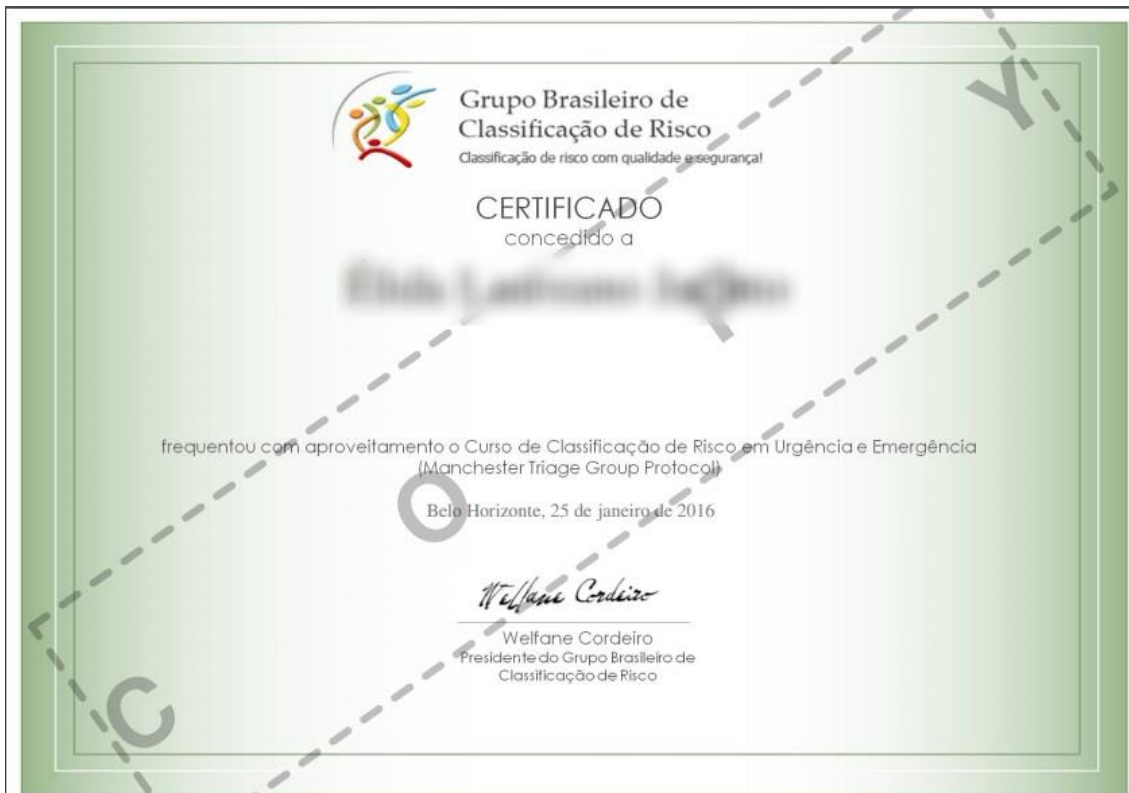 Grupo Brasileiro de
Classificação de Risco
Classificação de risco com qualidade e segurança!
CERTIFICADO
concedido a
frequentou com aproveitamento o Curso de Classificação de Risco em Urgência e Emergência
(Manchester Triage Group Protocol)
Belo Horizonte, 25 de janeiro de 2016
Welfane Cordeiro
Welfane Cordeiro
Presidente do Grupo Brasileiro de
Classificação de Risco
COPY